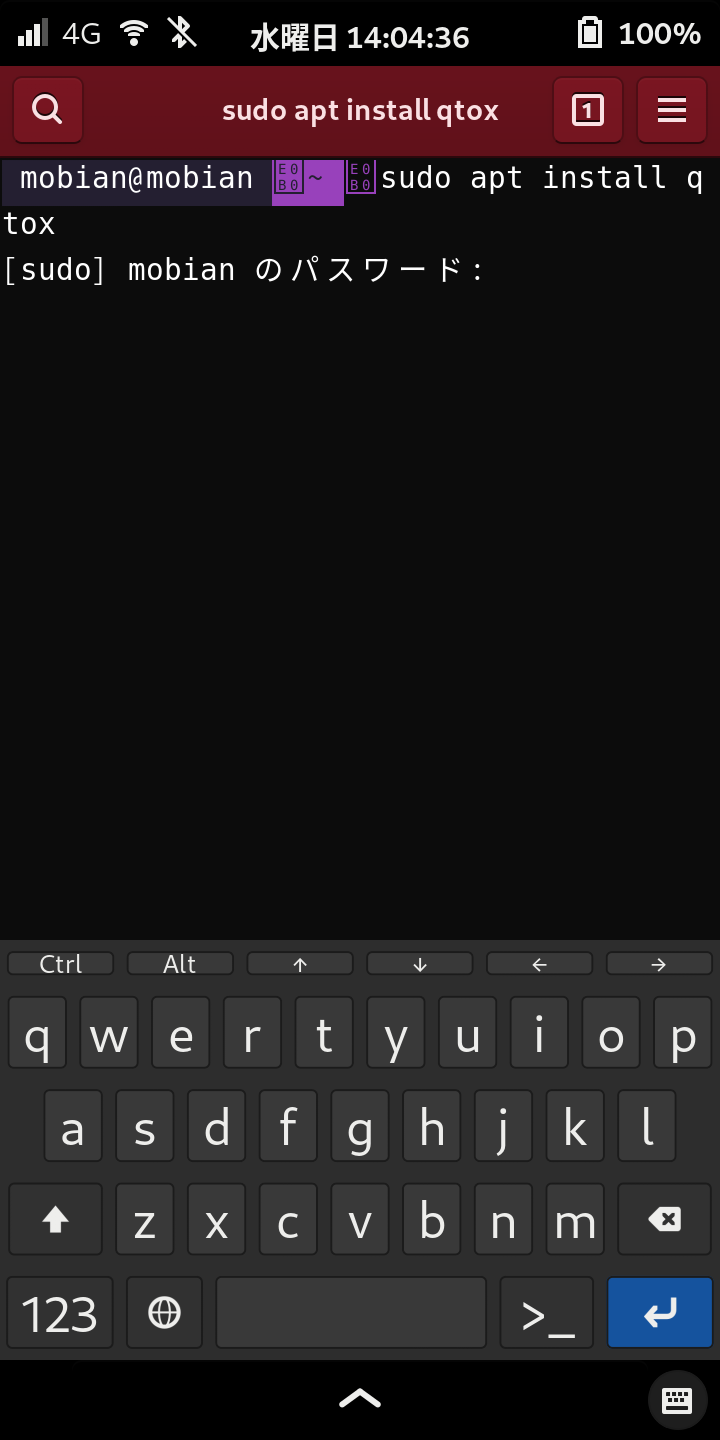 4G 水曜日 14:04:36 100%
sudo apt install qtox 1
mobian@mobian E0B0 ~ E0B0 sudo apt install q
tox
[sudo] mobian のパスワード:
Ctrl Alt ↑ ↓ ← →
q w e r t y u i o p
a s d f g h j k l
z x c v b n m
123 >_